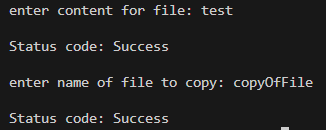 enter content for file: test
Status code: Success
enter name of file to copy: copyOfFile
Status code: Success